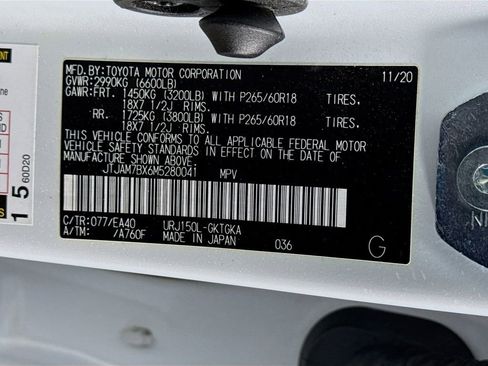 MFD.BY:TOYOTA MOTOR CORPORATION 11/20
GVWR:2990KG (6600LB)
GAWR:FRT. 1450KG (3200LB) WITH P265/60R18 TIRES,
18X7 1/2J RIMS.
RR. 1725KG (3800LB) WITH P265/60R18 TIRES,
18X7 1/2J RIMS.
THIS VEHICLE CONFORMS TO ALL APPLICABLE FEDERAL MOTOR
VEHICLE SAFETY STANDARDS IN EFFECT ON THE DATE OF
MANUFACTURE SHOWN ABOVE.
JTJAM7BX6M5280041 MPV
C/TR:077/EA40 URJ150L-GKTGKA
A/TM: /A760F MADE IN JAPAN 036 G
1 5
60D20